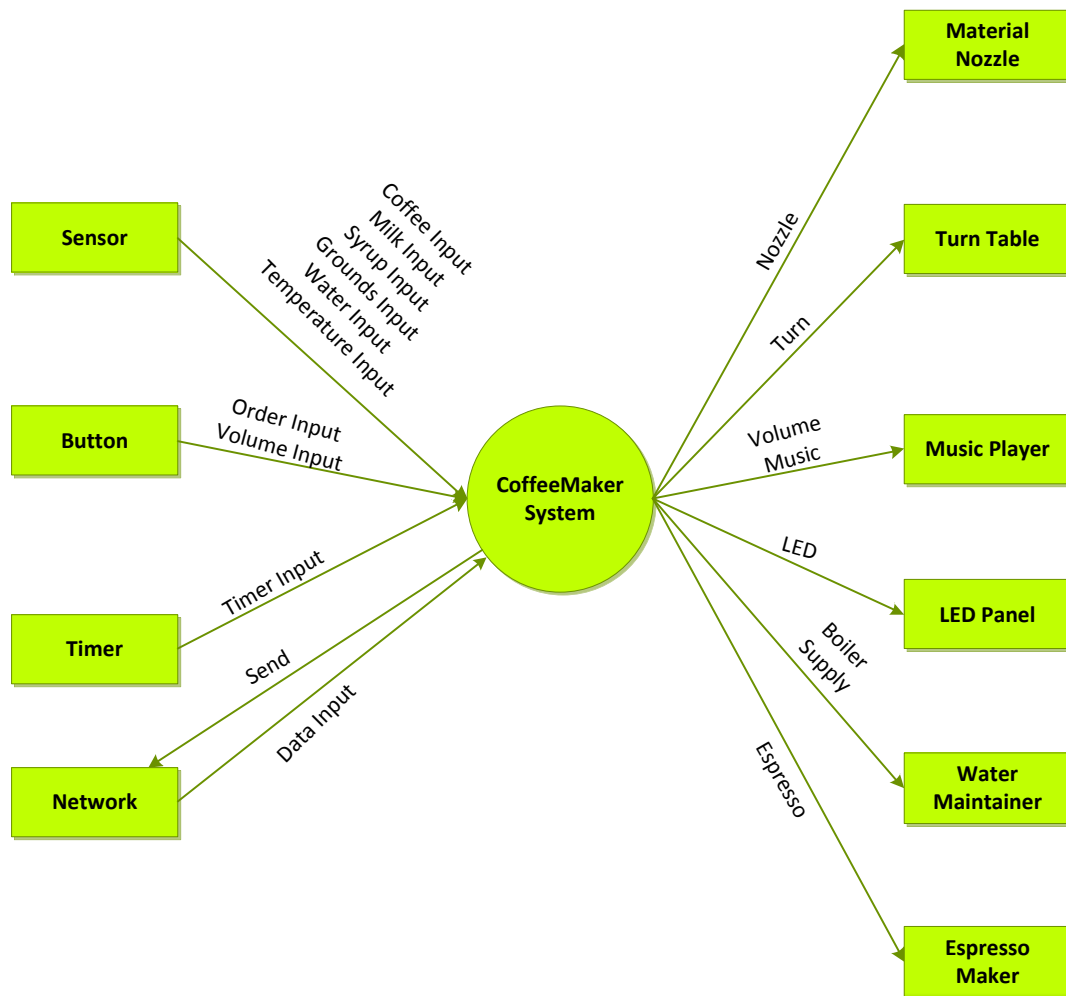 Material
Nozzle
Sensor
Coffee Input
Milk Input
Syrup Input
Grounds Input
Water Input
Temperature Input
Nozzle
Turn Table
Turn
Button
Order Input
Volume Input
CoffeeMaker
System
Volume
Music
Music Player
LED
LED Panel
Timer
Timer Input
Send
Data Input
Network
Boiler
Supply
Water
Maintainer
Espresso
Espresso
Maker